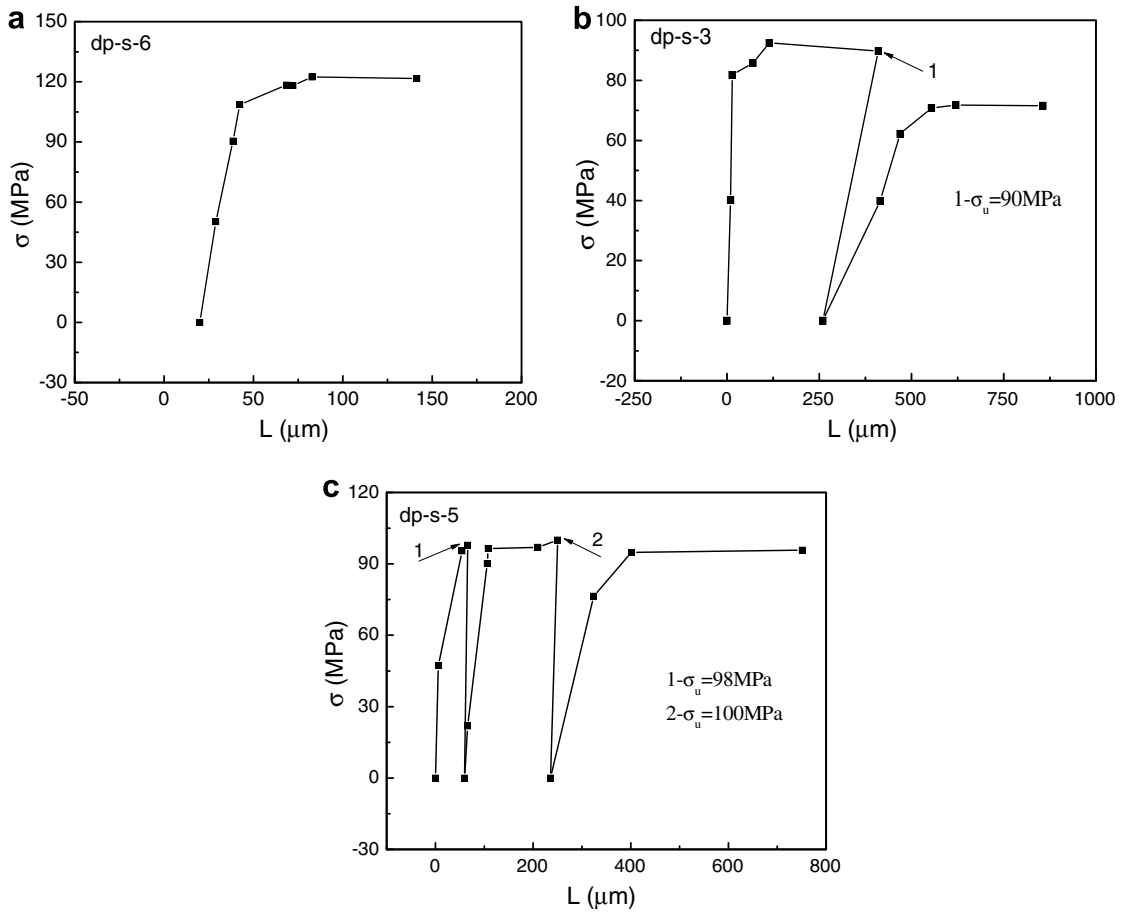 a
dp-s-6
150
120
90
60
30
0
-30
σ (MPa)
-50 0 50 100 150 200
L (μm)
b
dp-s-3
100
80
60
40
20
0
-20
σ (MPa)
1
1-σu=90MPa
-250 0 250 500 750 1000
L (μm)
c
dp-s-5
120
90
60
30
0
-30
σ (MPa)
1
2
1-σu=98MPa
2-σu=100MPa
0 200 400 600 800
L (μm)